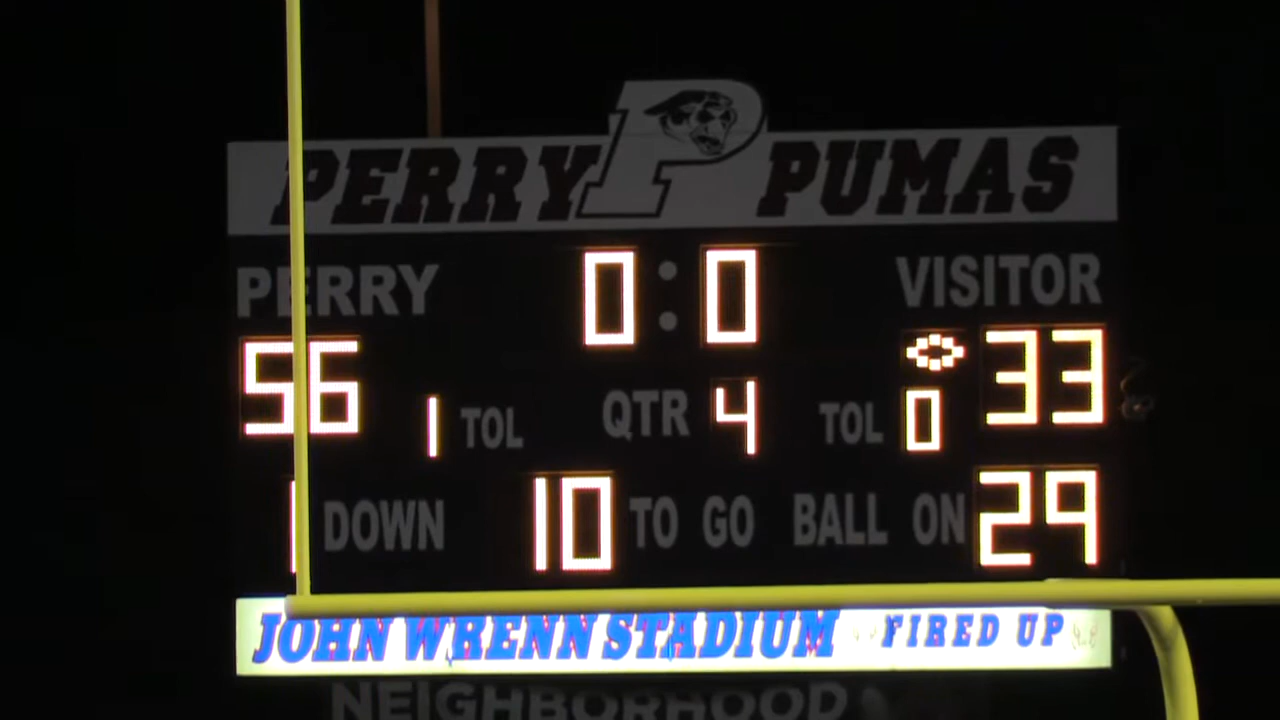 PERRY P PUMAS
PERRY 0:0 VISITOR
56 1 TOL QTR 4 TOL 0 33
1 DOWN 10 TO GO BALL ON 29
JOHN WRENN STADIUM FIRED UP
NEIGHBORHOOD